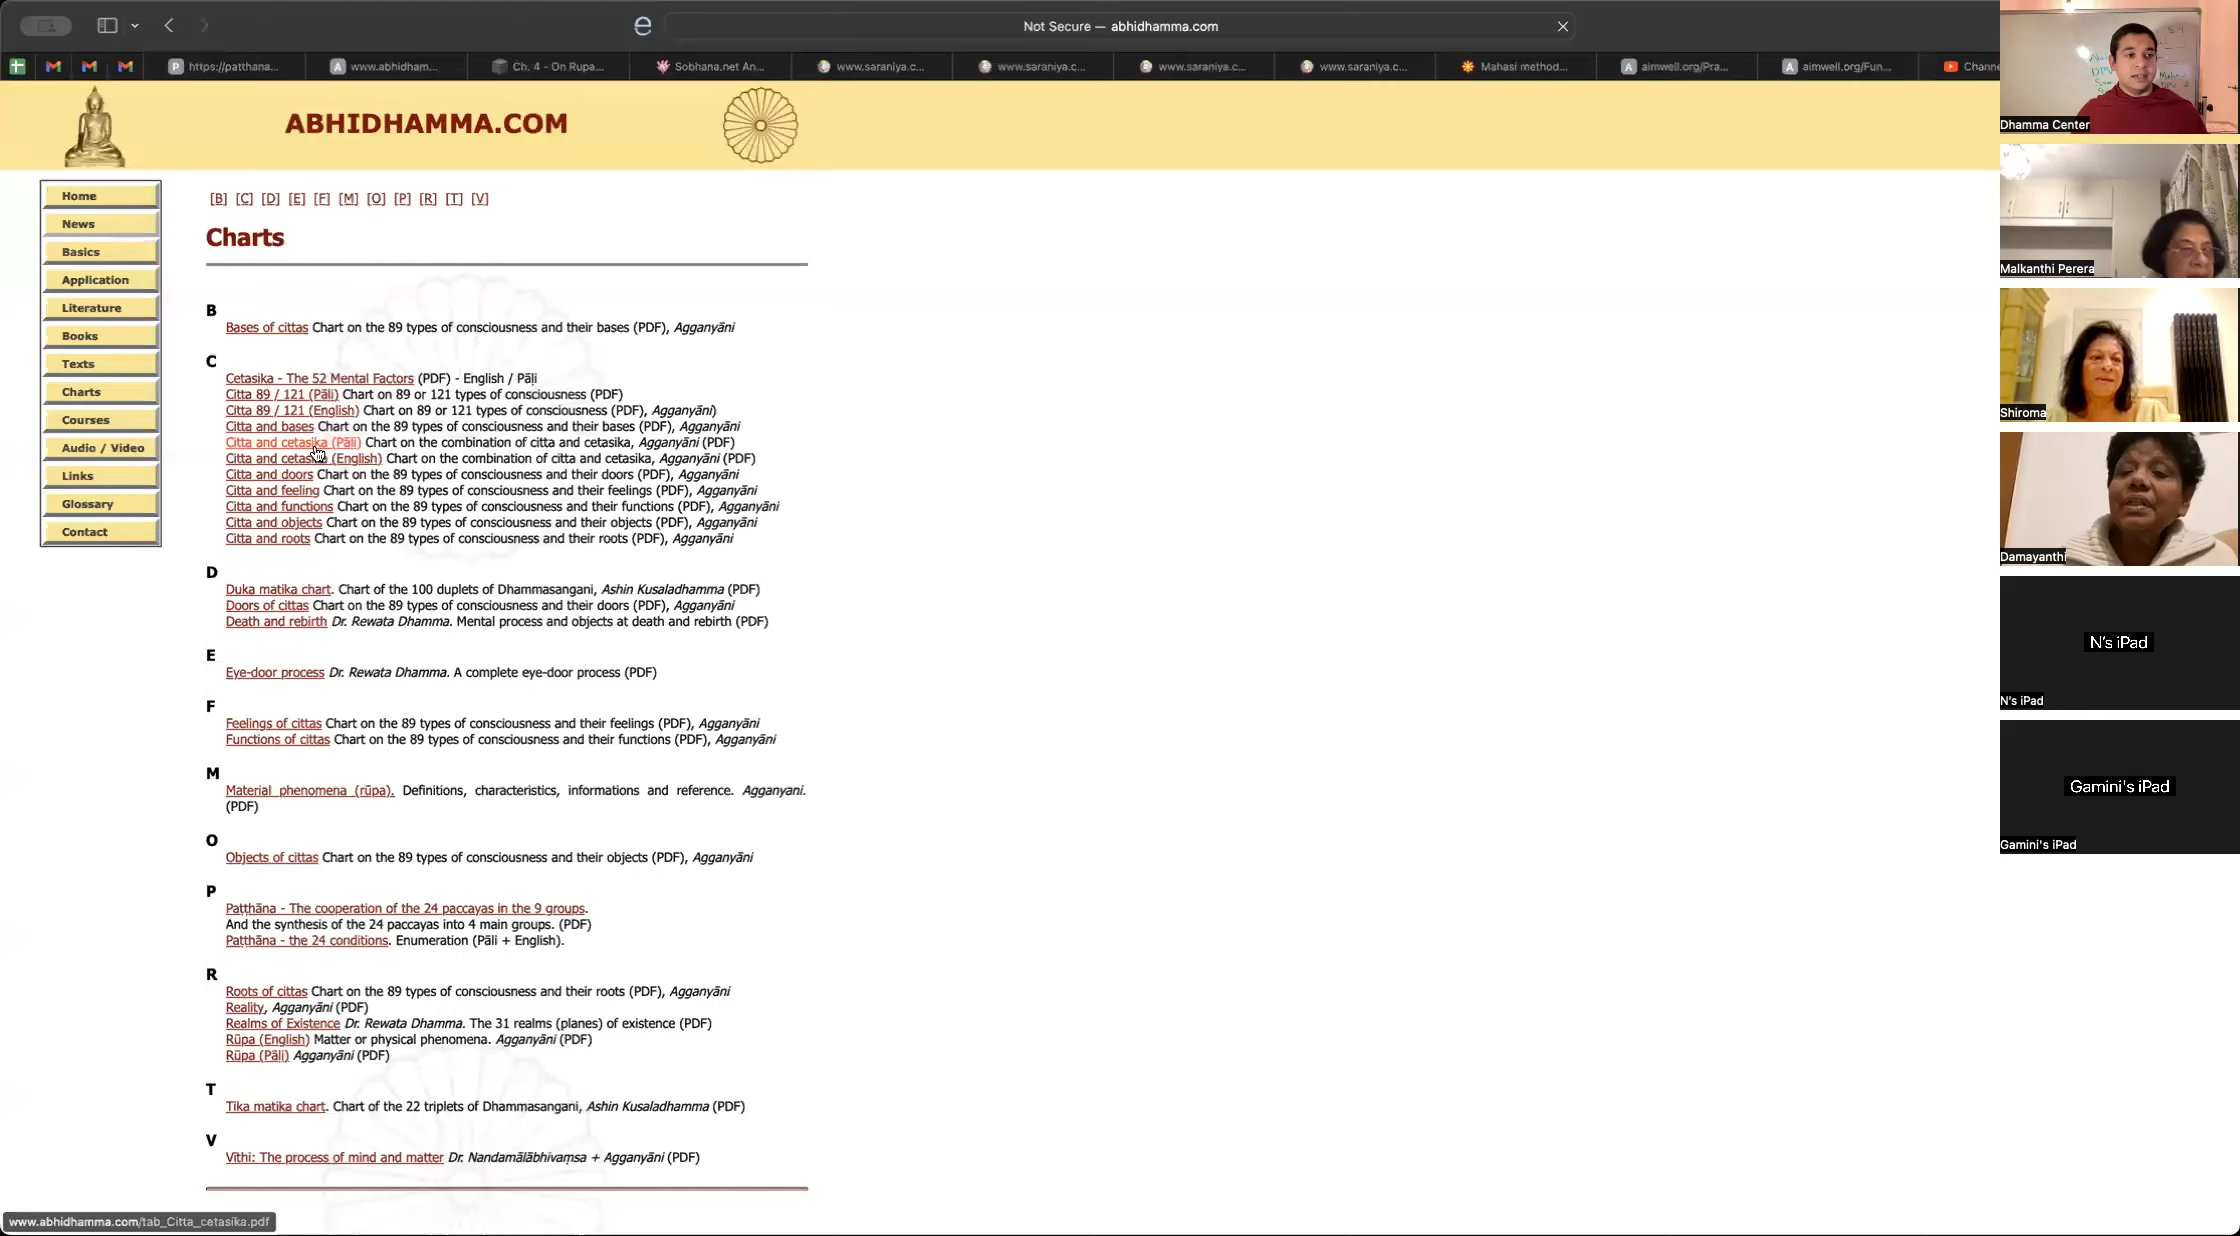 Not Secure — abhidhamma.com
https://patthana...
www.abhidham...
Ch. 4 - On Rupa...
Sobhana.net An...
www.saraniya.c...
www.saraniya.c...
www.saraniya.c...
www.saraniya.c...
Mahasi method...
aimwell.org/Pra...
aimwell.org/Fun...
Channe
ABHIDHAMMA.COM
Home
News
Basics
Application
Literature
Books
Texts
Charts
Courses
Audio / Video
Links
Glossary
Contact
[B] [C] [D] [E] [F] [M] [O] [P] [R] [T] [V]
Charts
B
Bases of cittas Chart on the 89 types of consciousness and their bases (PDF), Agganyāni
C
Cetasika - The 52 Mental Factors (PDF) - English / Pāḷi
Citta 89 / 121 (Pāḷi) Chart on 89 or 121 types of consciousness (PDF)
Citta 89 / 121 (English) Chart on 89 or 121 types of consciousness (PDF), Agganyāni)
Citta and bases Chart on the 89 types of consciousness and their bases (PDF), Agganyāni
Citta and cetasika (Pāḷi) Chart on the combination of citta and cetasika, Agganyāni (PDF)
Citta and cetasika (English) Chart on the combination of citta and cetasika, Agganyāni (PDF)
Citta and doors Chart on the 89 types of consciousness and their doors (PDF), Agganyāni
Citta and feeling Chart on the 89 types of consciousness and their feelings (PDF), Agganyāni
Citta and functions Chart on the 89 types of consciousness and their functions (PDF), Agganyāni
Citta and objects Chart on the 89 types of consciousness and their objects (PDF), Agganyāni
Citta and roots Chart on the 89 types of consciousness and their roots (PDF), Agganyāni
D
Duka matika chart. Chart of the 100 duplets of Dhammasangani, Ashin Kusaladhamma (PDF)
Doors of cittas Chart on the 89 types of consciousness and their doors (PDF), Agganyāni
Death and rebirth Dr. Rewata Dhamma. Mental process and objects at death and rebirth (PDF)
E
Eye-door process Dr. Rewata Dhamma. A complete eye-door process (PDF)
F
Feelings of cittas Chart on the 89 types of consciousness and their feelings (PDF), Agganyāni
Functions of cittas Chart on the 89 types of consciousness and their functions (PDF), Agganyāni
M
Material phenomena (rūpa). Definitions, characteristics, informations and reference. Agganyani.
(PDF)
O
Objects of cittas Chart on the 89 types of consciousness and their objects (PDF), Agganyāni
P
Paṭṭhāna - The cooperation of the 24 paccayas in the 9 groups.
And the synthesis of the 24 paccayas into 4 main groups. (PDF)
Paṭṭhāna - the 24 conditions. Enumeration (Pāli + English).
R
Roots of cittas Chart on the 89 types of consciousness and their roots (PDF), Agganyāni
Reality, Agganyāni (PDF)
Realms of Existence Dr. Rewata Dhamma. The 31 realms (planes) of existence (PDF)
Rūpa (English) Matter or physical phenomena. Agganyāni (PDF)
Rūpa (Pāḷi) Agganyāni (PDF)
T
Tika matika chart. Chart of the 22 triplets of Dhammasangani, Ashin Kusaladhamma (PDF)
V
Vīthi: The process of mind and matter Dr. Nandamālābhivaṃsa + Agganyāni (PDF)
www.abhidhamma.com/tab_Citta_cetasika.pdf
Dhamma Center
Malkanthi Perera
Shiroma
Damayanthi
N's iPad
N's iPad
Gamini's iPad
Gamini's iPad